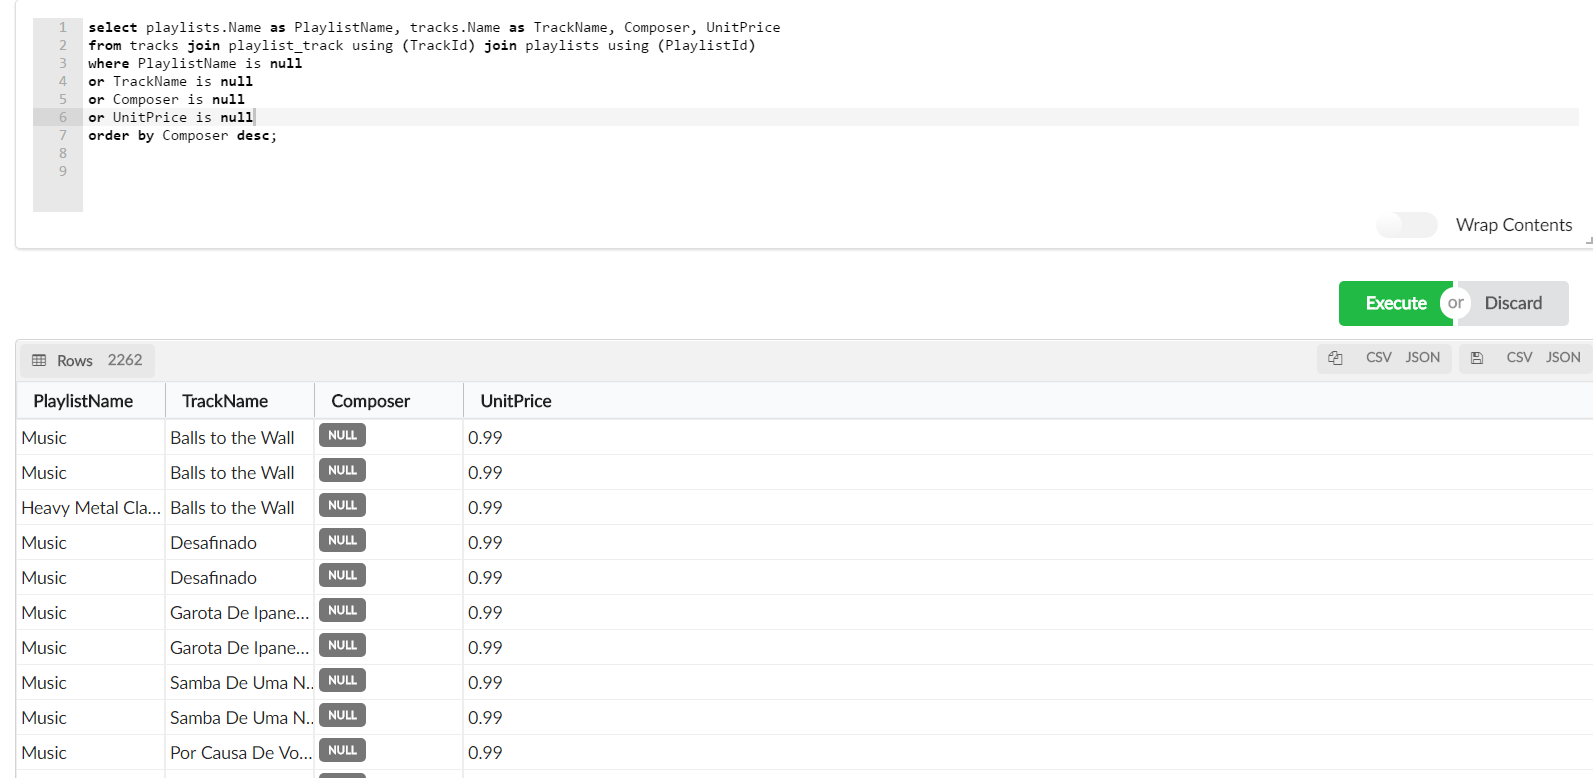 1 select playlists.Name as PlaylistName, tracks.Name as TrackName, Composer, UnitPrice
2 from tracks join playlist_track using (TrackId) join playlists using (PlaylistId)
3 where PlaylistName is null
4 or TrackName is null
5 or Composer is null
6 or UnitPrice is null
7 order by Composer desc;
8
9
Wrap Contents
Execute or Discard
Rows 2262 CSV JSON CSV JSON
PlaylistName TrackName Composer UnitPrice
Music Balls to the Wall NULL 0.99
Music Balls to the Wall NULL 0.99
Heavy Metal Cla... Balls to the Wall NULL 0.99
Music Desafinado NULL 0.99
Music Desafinado NULL 0.99
Music Garota De Ipane... NULL 0.99
Music Garota De Ipane... NULL 0.99
Music Samba De Uma N.. NULL 0.99
Music Samba De Uma N.. NULL 0.99
Music Por Causa De Vo... NULL 0.99